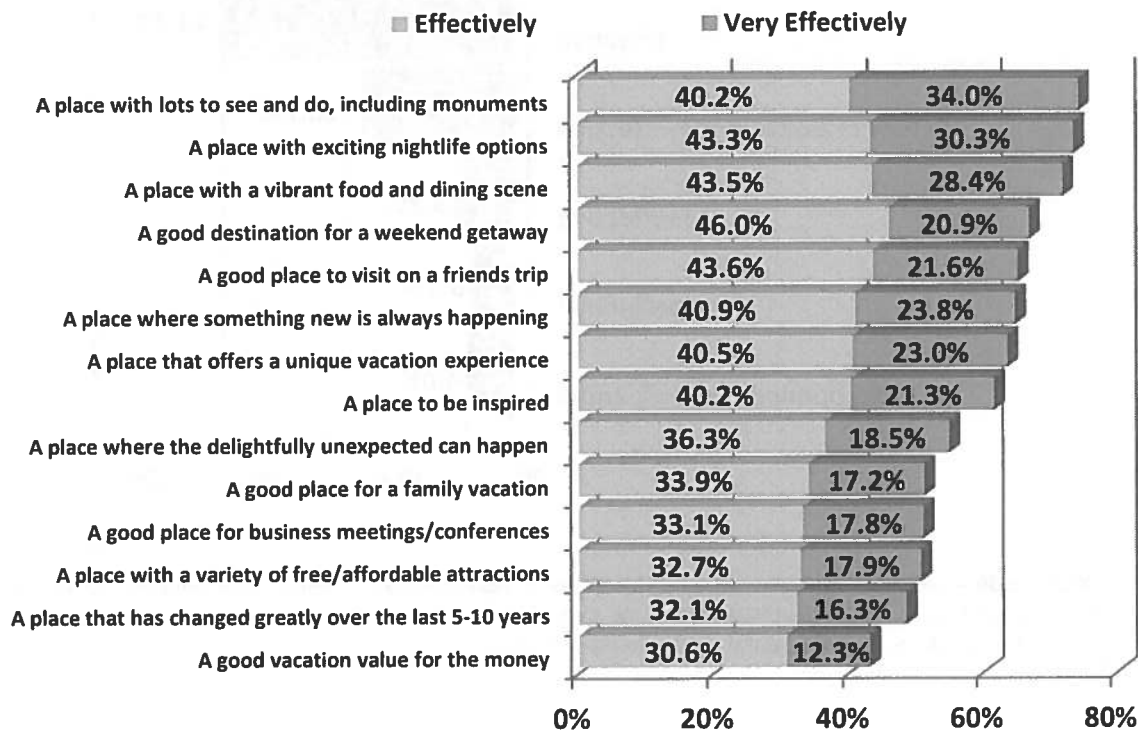 Effectively Very Effectively
A place with lots to see and do, including monuments 40.2% 34.0%
A place with exciting nightlife options 43.3% 30.3%
A place with a vibrant food and dining scene 43.5% 28.4%
A good destination for a weekend getaway 46.0% 20.9%
A good place to visit on a friends trip 43.6% 21.6%
A place where something new is always happening 40.9% 23.8%
A place that offers a unique vacation experience 40.5% 23.0%
A place to be inspired 40.2% 21.3%
A place where the delightfully unexpected can happen 36.3% 18.5%
A good place for a family vacation 33.9% 17.2%
A good place for business meetings/conferences 33.1% 17.8%
A place with a variety of free/affordable attractions 32.7% 17.9%
A place that has changed greatly over the last 5-10 years 32.1% 16.3%
A good vacation value for the money 30.6% 12.3%
0% 20% 40% 60% 80%